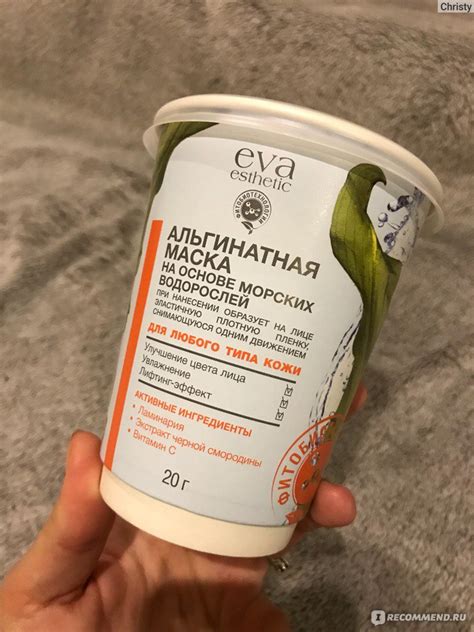 Christy
eva
esthetic
ФИТОБИОТЕХНОЛОГИИ
АЛЬГИНАТНАЯ
МАСКА
НА ОСНОВЕ МОРСКИХ
ВОДОРОСЛЕЙ
ПРИ НАНЕСЕНИИ ОБРАЗУЕТ НА ЛИЦЕ
ЭЛАСТИЧНУЮ ПЛОТНУЮ ПЛЕНКУ,
СНИМАЮЩУЮСЯ ОДНИМ ДВИЖЕНИЕМ
ДЛЯ ЛЮБОГО ТИПА КОЖИ
Улучшение цвета лица
Увлажнение
Лифтинг-эффект
АКТИВНЫЕ ИНГРЕДИЕНТЫ
• Ламинария
• Экстракт черной смородины
• Витамин С
20 г
ФИТОБИ
I RECOMMEND.RU